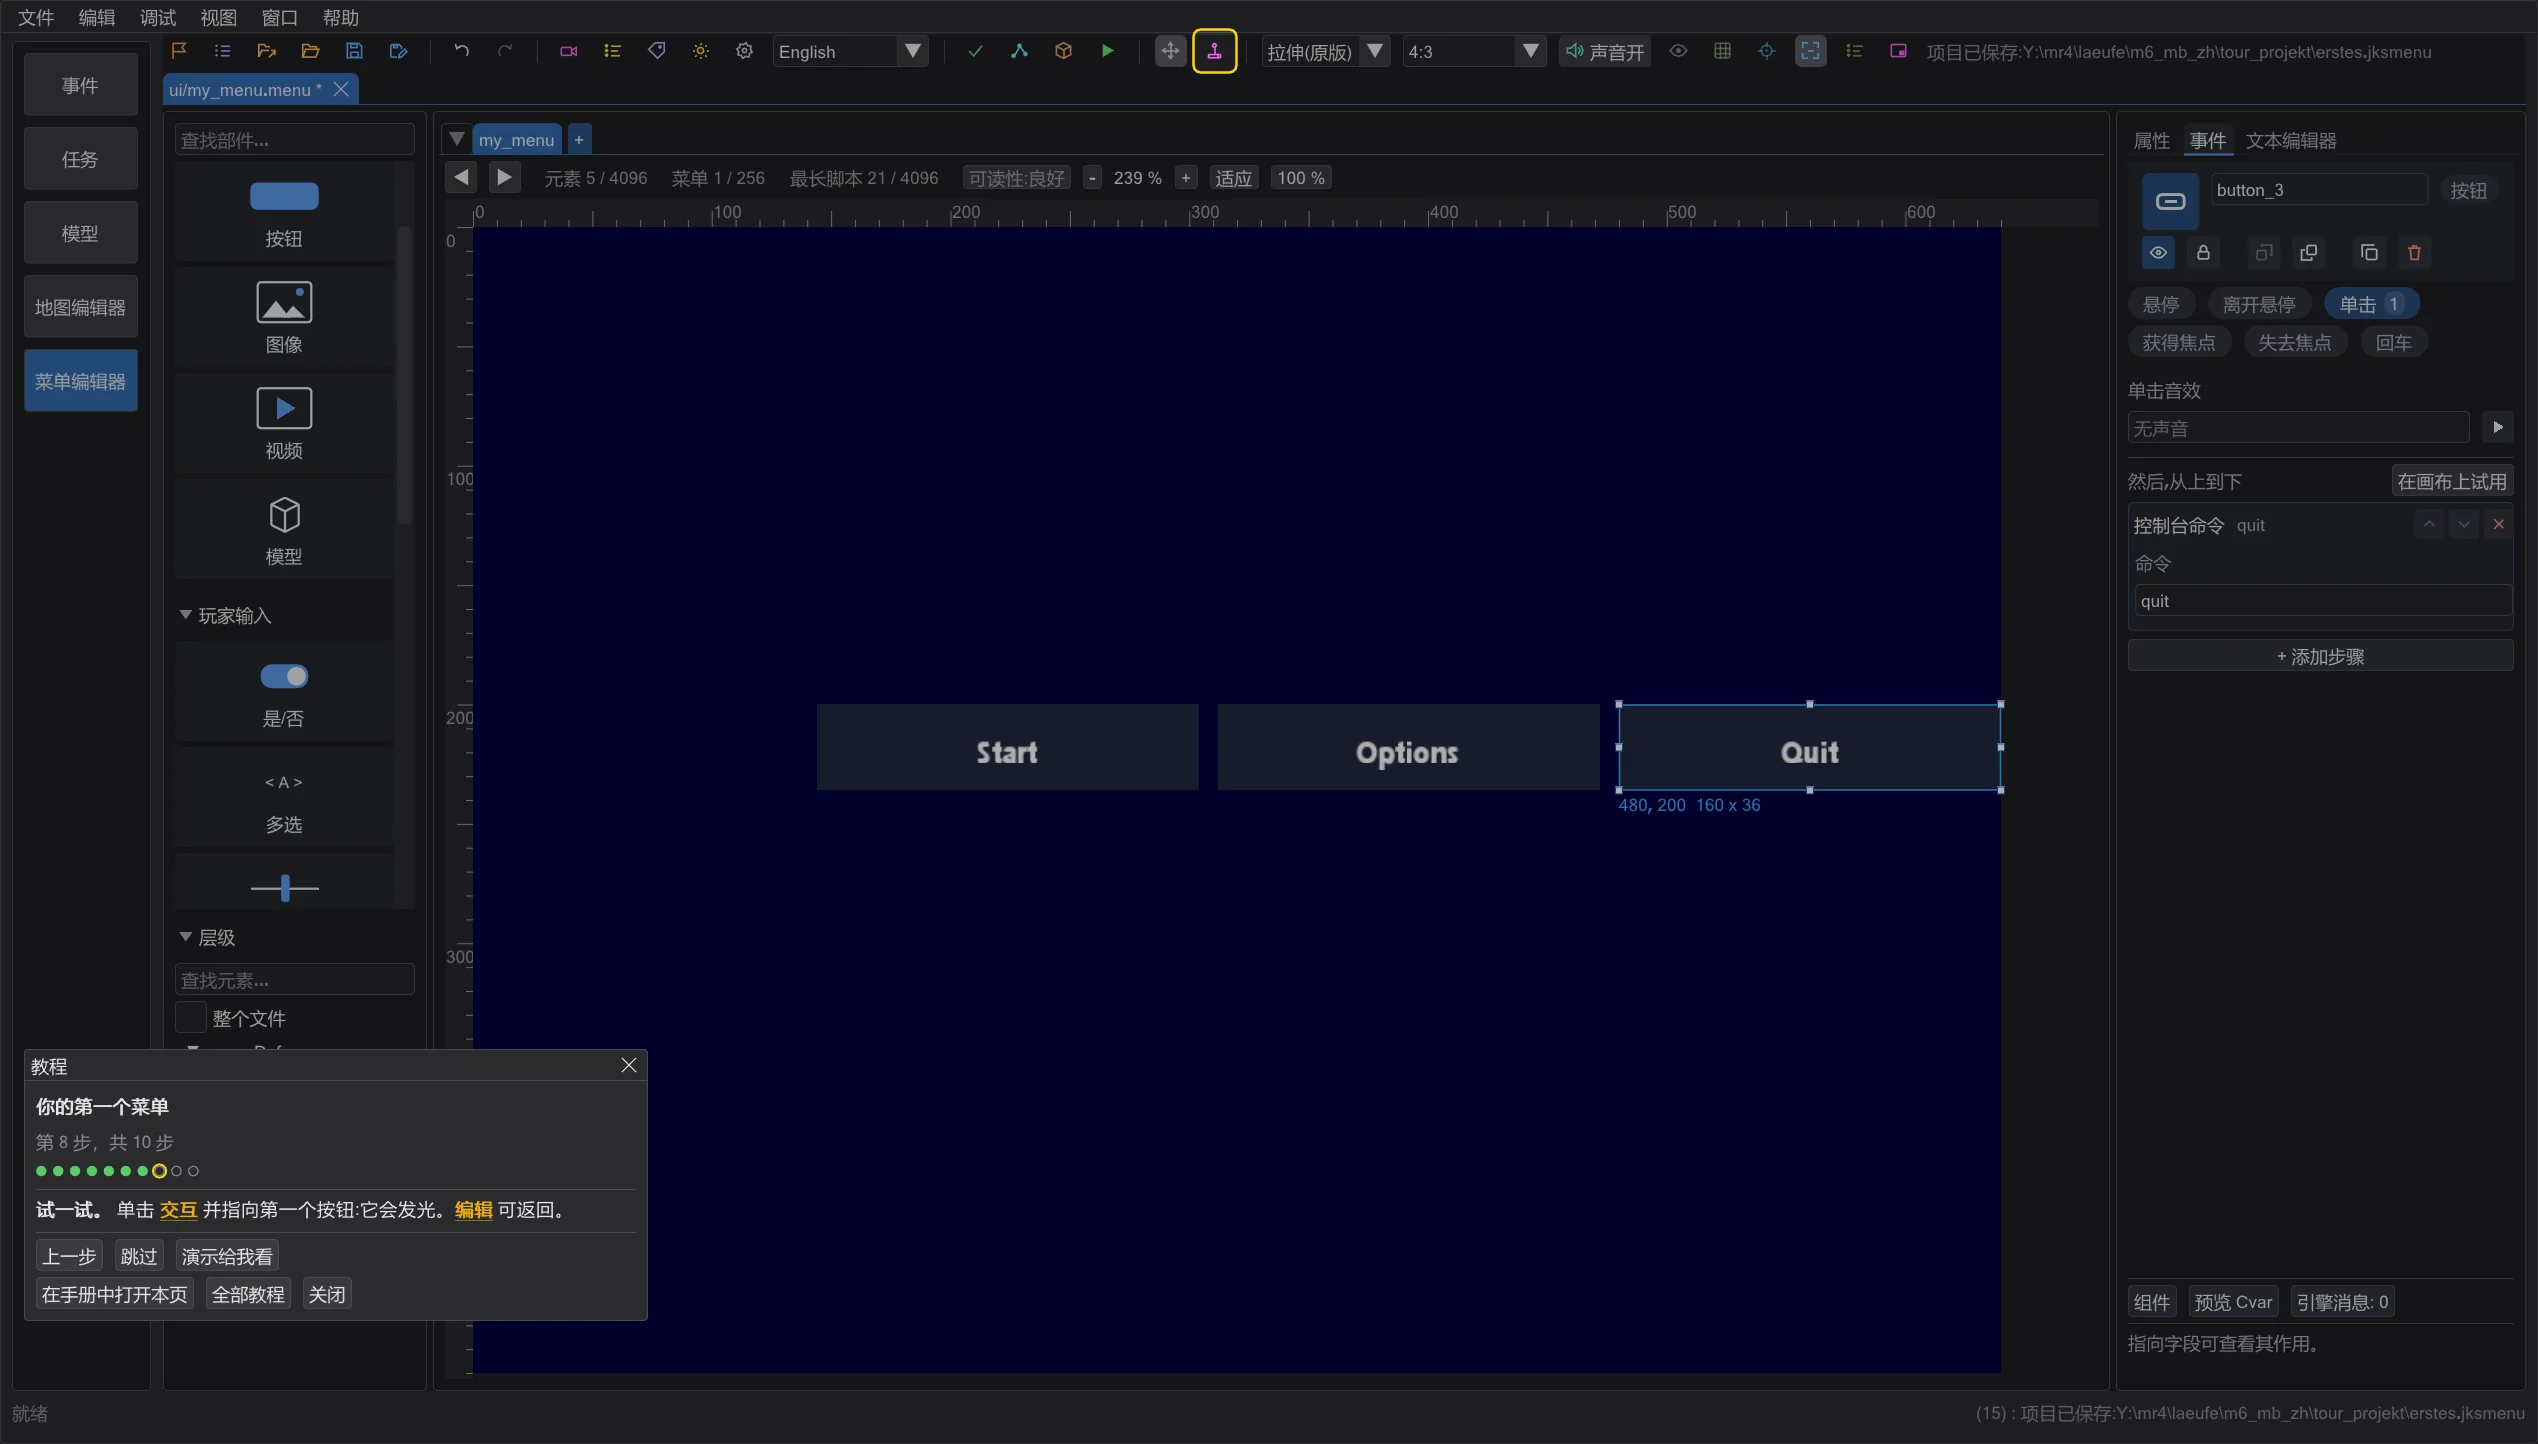 文件 编辑 调试 视图 窗口 帮助
English 拉伸(原版) 4:3 声音开 项目已保存:Y:\mr4\laeufe\m6_mb_zh\tour_projekt\erstes.jksmenu
ui/my_menu.menu *
事件
任务
模型
地图编辑器
菜单编辑器
查找部件...
按钮
图像
视频
模型
玩家输入
是/否
< A >
多选
层级
查找元素...
整个文件
my_menu +
元素 5 / 4096 菜单 1 / 256 最长脚本 21 / 4096 可读性:良好 - 239 % + 适应 100 %
0 100 200 300 400 500 600
0
100
200
300
Start
Options
Quit
480, 200 160 x 36
属性 事件 文本编辑器
button_3 按钮
悬停 离开悬停 单击 1
获得焦点 失去焦点 回车
单击音效
无声音
然后,从上到下 在画布上试用
控制台命令 quit
命令
quit
+ 添加步骤
组件 预览 Cvar 引擎消息: 0
指向字段可查看其作用。
教程
你的第一个菜单
第 8 步，共 10 步
试一试。 单击 交互 并指向第一个按钮:它会发光。编辑 可返回。
上一步 跳过 演示给我看
在手册中打开本页 全部教程 关闭
就绪
(15) : 项目已保存:Y:\mr4\laeufe\m6_mb_zh\tour_projekt\erstes.jksmenu